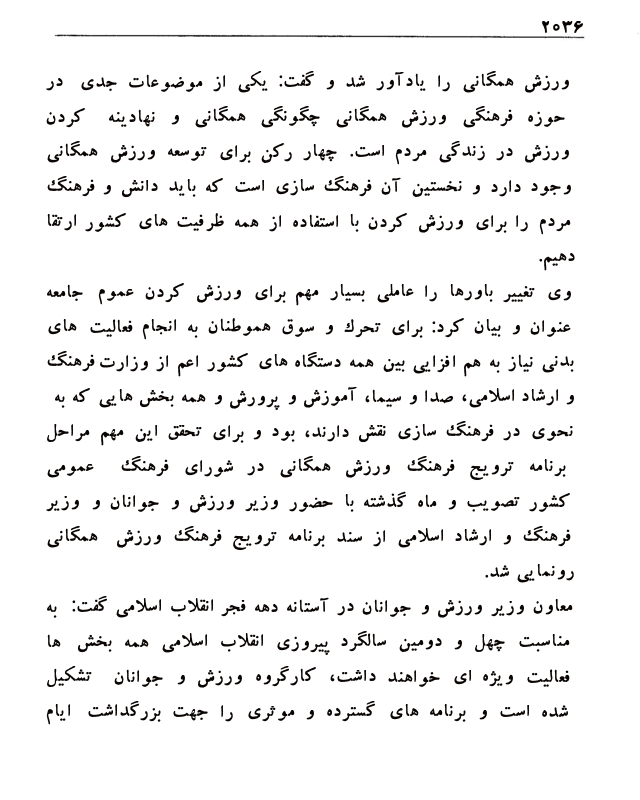 ۲۰۳۶
ورزش همگانی را یادآور شد و گفت: یکی از موضوعات جدی در
حوزه فرهنگی ورزش همگانی چگونگی همگانی و نهادینه کردن
ورزش در زندگی مردم است. چهار رکن برای توسعه ورزش همگانی
وجود دارد و نخستین آن فرهنگ سازی است که باید دانش و فرهنگ
مردم را برای ورزش کردن با استفاده از همه ظرفیت های کشور ارتقا
دهیم.
وی تغییر باورها را عاملی بسیار مهم برای ورزش کردن عموم جامعه
عنوان و بیان کرد: برای تحرك و سوق هموطنان به انجام فعالیت های
بدنی نیاز به هم افزایی بین همه دستگاه های کشور اعم از وزارت فرهنگ
و ارشاد اسلامی، صدا و سیما، آموزش و پرورش و همه بخش هایی که به
نحوی در فرهنگ سازی نقش دارند، بود و برای تحقق این مهم مراحل
برنامه ترویج فرهنگ ورزش همگانی در شورای فرهنگ عمومی
کشور تصویب و ماه گذشته با حضور وزیر ورزش و جوانان و وزیر
فرهنگ و ارشاد اسلامی از سند برنامه ترویج فرهنگ ورزش همگانی
رونمایی شد.
معاون وزیر ورزش و جوانان در آستانه دهه فجر انقلاب اسلامی گفت: به
مناسبت چهل و دومین سالگرد پیروزی انقلاب اسلامی همه بخش ها
فعالیت ویژه ای خواهند داشت، کارگروه ورزش و جوانان تشکیل
شده است و برنامه های گسترده و موثری را جهت بزرگداشت ایام